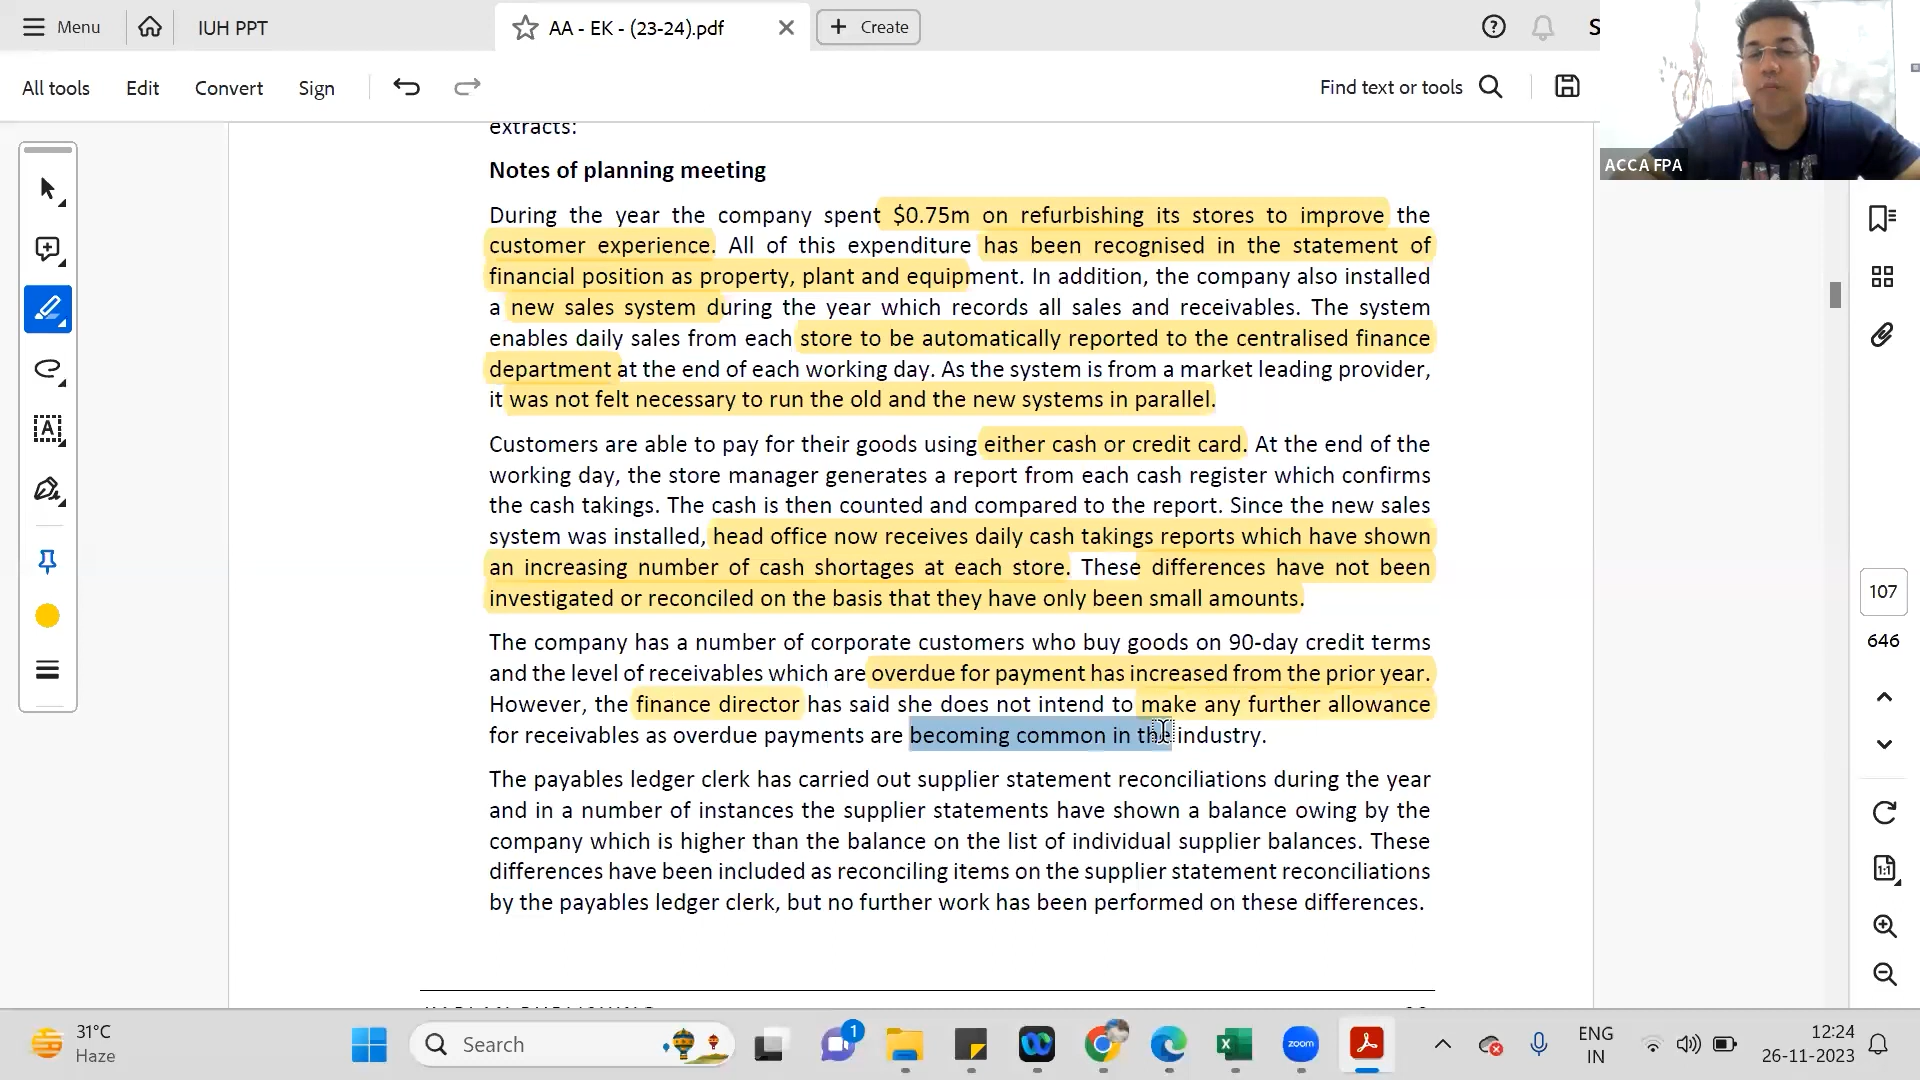 Menu
IUH PPT
AA - EK - (23-24).pdf
Create
All tools
Edit
Convert
Sign
Find text or tools
ACCA FPA
extracts:
Notes of planning meeting
During the year the company spent $0.75m on refurbishing its stores to improve the
customer experience. All of this expenditure has been recognised in the statement of
financial position as property, plant and equipment. In addition, the company also installed
a new sales system during the year which records all sales and receivables. The system
enables daily sales from each store to be automatically reported to the centralised finance
department at the end of each working day. As the system is from a market leading provider,
it was not felt necessary to run the old and the new systems in parallel.
Customers are able to pay for their goods using either cash or credit card. At the end of the
working day, the store manager generates a report from each cash register which confirms
the cash takings. The cash is then counted and compared to the report. Since the new sales
system was installed, head office now receives daily cash takings reports which have shown
an increasing number of cash shortages at each store. These differences have not been
investigated or reconciled on the basis that they have only been small amounts.
The company has a number of corporate customers who buy goods on 90-day credit terms
and the level of receivables which are overdue for payment has increased from the prior year.
However, the finance director has said she does not intend to make any further allowance
for receivables as overdue payments are becoming common in the industry.
The payables ledger clerk has carried out supplier statement reconciliations during the year
and in a number of instances the supplier statements have shown a balance owing by the
company which is higher than the balance on the list of individual supplier balances. These
differences have been included as reconciling items on the supplier statement reconciliations
by the payables ledger clerk, but no further work has been performed on these differences.
107
646
1:1
31°C
Haze
Search
1
zoom
ENG
IN
12:24
26-11-2023